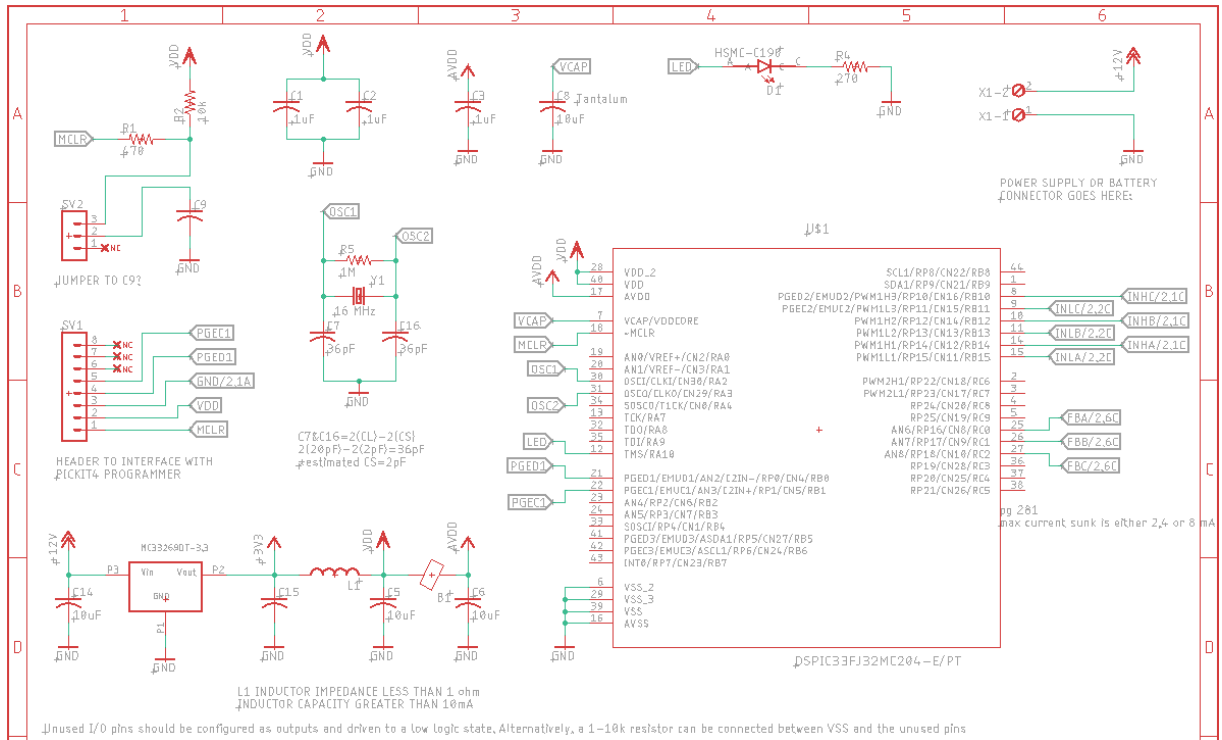 1 2 3 4 5 6
A
B
C
D
A
B
C
D
VDD
R2
10k
MCLR
R1
470
SV2
3
2
1
NC
C9
GND
JUMPER TO C9?
VDD
C1
1uF
C2
1uF
GND
AVDD
C3
1uF
GND
VCAP
C8 Tantalum
10uF
GND
LED
HSMC-C190
A A C C
D1
R4
270
GND
+12V
X1-2 2
X1-1 1
GND
POWER SUPPLY OR BATTERY
CONNECTOR GOES HERE:
OSC1
OSC2
R5
1M
Y1
16 MHz
C7
36pF
C16
36pF
GND
C7&C16=2(CL)-2(CS)
2(20pF)-2(2pF)=36pF
*estimated CS=2pF
SV1
8 NC
7 NC
6 NC
5 PGEC1
4 PGED1
3 GND/2.1A
2 VDD
1 MCLR
HEADER TO INTERFACE WITH
PICKIT4 PROGRAMMER
U$1
VDD
AVDD
28 VDD_2
40 VDD
17 AVDD
VCAP 7 VCAP/VDDCORE
MCLR 18 ~MCLR
19 AN0/VREF+/CN2/RA0
20 AN1/VREF-/CN3/RA1
OSC1 30 OSCI/CLKI/CN30/RA2
31 OSCO/CLKO/CN29/RA3
OSC2 34 SOSCO/T1CK/CN0/RA4
13 TCK/RA7
32 TDO/RA8
LED 35 TDI/RA9
12 TMS/RA10
PGED1 21 PGED1/EMUD1/AN2/C2IN-/RP0/CN4/RB0
PGEC1 22 PGEC1/EMUC1/AN3/C2IN+/RP1/CN5/RB1
23 AN4/RP2/CN6/RB2
24 AN5/RP3/CN7/RB3
33 SOSCI/RP4/CN1/RB4
41 PGED3/EMUD3/ASDA1/RP5/CN27/RB5
42 PGEC3/EMUC3/ASCL1/RP6/CN24/RB6
43 INT0/RP7/CN23/RB7
6 VSS_2
29 VSS_3
39 VSS
16 AVSS
GND
SCL1/RP8/CN22/RB8 44
SDA1/RP9/CN21/RB9 1
PGED2/EMUD2/PWM1H3/RP10/CN16/RB10 8 INHC/2.1C
PGEC2/EMUC2/PWM1L3/RP11/CN15/RB11 9 INLC/2.2C
PWM1H2/RP12/CN14/RB12 10 INHB/2.1C
PWM1L2/RP13/CN13/RB13 11 INLB/2.2C
PWM1H1/RP14/CN12/RB14 14 INHA/2.1C
PWM1L1/RP15/CN11/RB15 15 INLA/2.2C
PWM2H1/RP22/CN18/RC6 2
PWM2L1/RP23/CN17/RC7 3
RP24/CN20/RC8 4
RP25/CN19/RC9 5
AN6/RP16/CN8/RC0 25 FBA/2.6C
AN7/RP17/CN9/RC1 26 FBB/2.6C
AN8/RP18/CN10/RC2 27 FBC/2.6C
RP19/CN28/RC3 36
RP20/CN25/RC4 37
RP21/CN26/RC5 38
pg 281
max current sunk is either 2,4 or 8 mA
DSPIC33FJ32MC204-E/PT
+12V
MC33269DT-3.3
P3 Vin Vout P2
GND
P1
GND
C14
10uF
GND
+3V3
C15
GND
L1
VDD
C5
10uF
GND
B1
AVDD
C6
10uF
GND
L1 INDUCTOR IMPEDANCE LESS THAN 1 ohm
INDUCTOR CAPACITY GREATER THAN 10mA
Unused I/O pins should be configured as outputs and driven to a low logic state. Alternatively, a 1-10k resistor can be connected between VSS and the unused pins